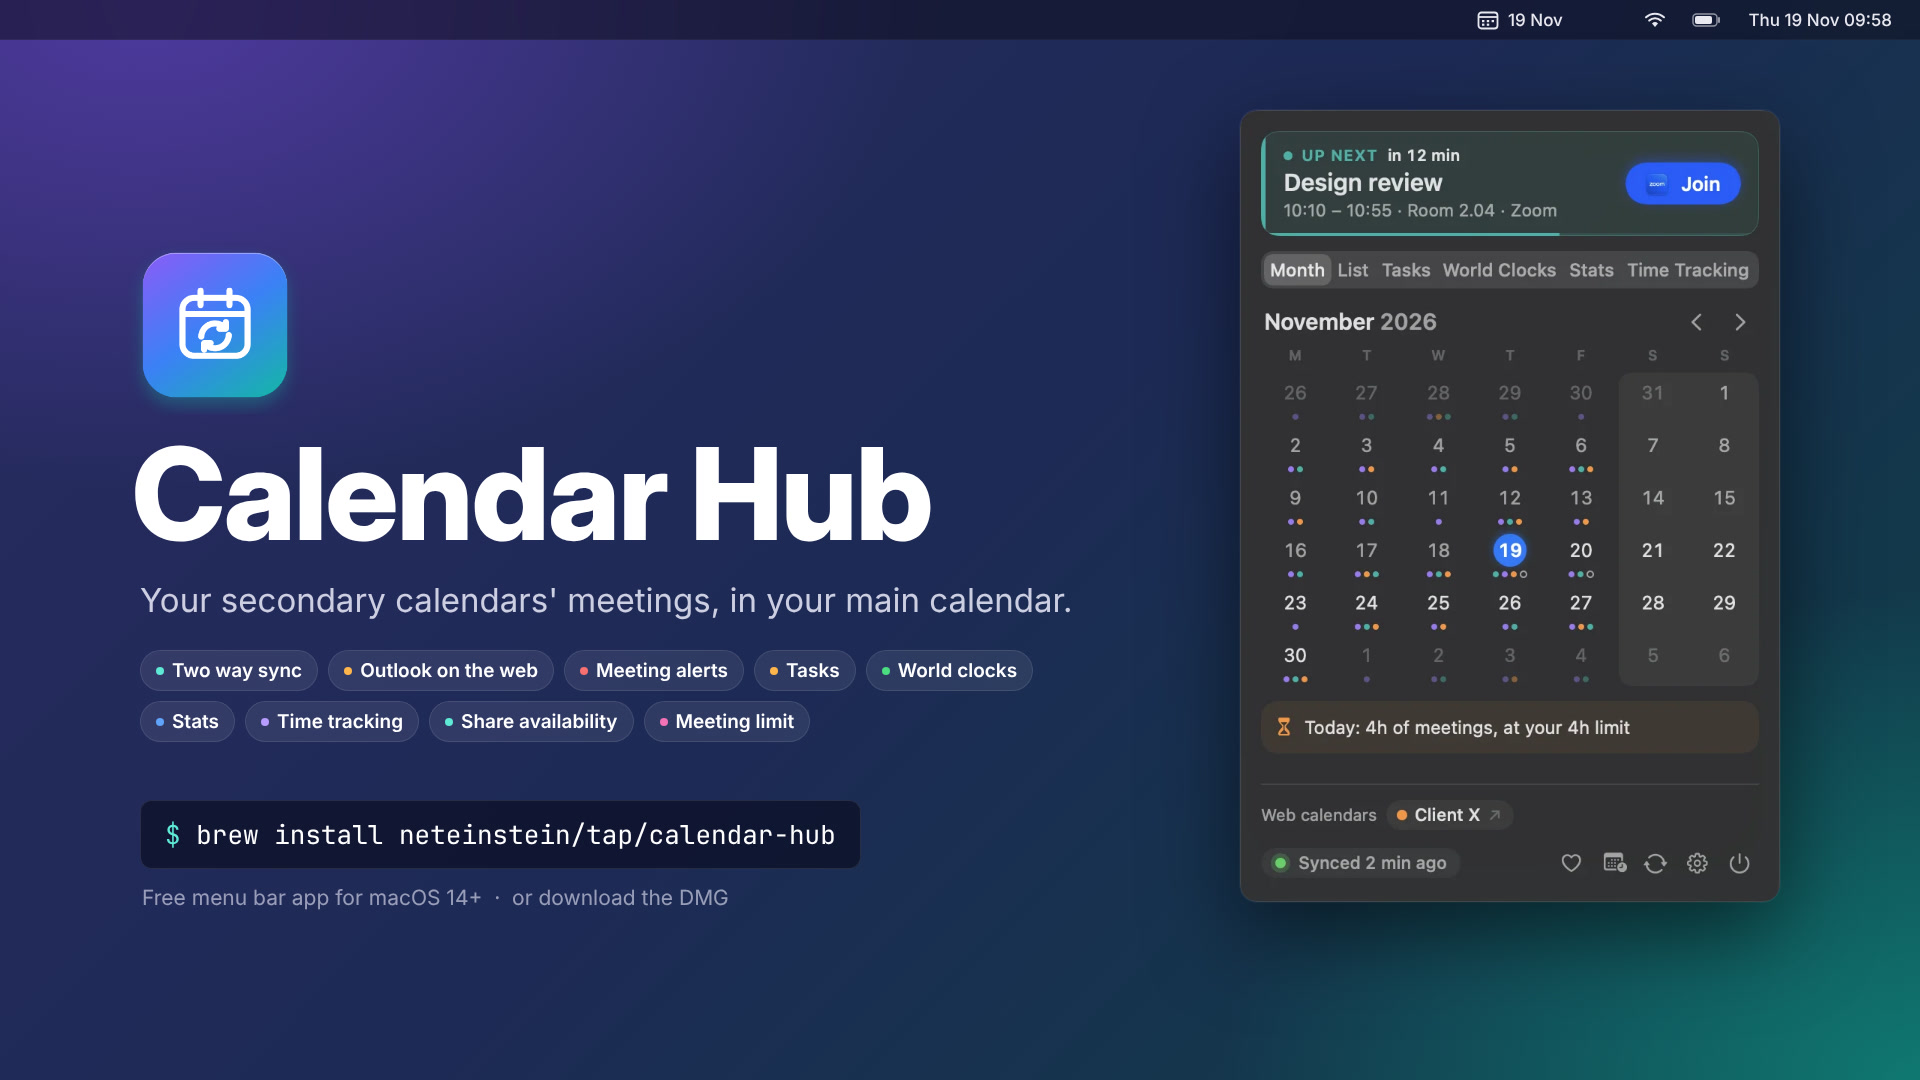 19 Nov
Thu 19 Nov 09:58
Calendar Hub
Your secondary calendars' meetings, in your main calendar.
Two way sync
Outlook on the web
Meeting alerts
Tasks
World clocks
Stats
Time tracking
Share availability
Meeting limit
$ brew install neteinstein/tap/calendar-hub
Free menu bar app for macOS 14+ · or download the DMG
UP NEXT in 12 min
Design review
10:10 – 10:55 · Room 2.04 · Zoom
zoom Join
Month List Tasks World Clocks Stats Time Tracking
November 2026
M T W T F S S
26 27 28 29 30 31 1
2 3 4 5 6 7 8
9 10 11 12 13 14 15
16 17 18 19 20 21 22
23 24 25 26 27 28 29
30 1 2 3 4 5 6
Today: 4h of meetings, at your 4h limit
Web calendars Client X
Synced 2 min ago